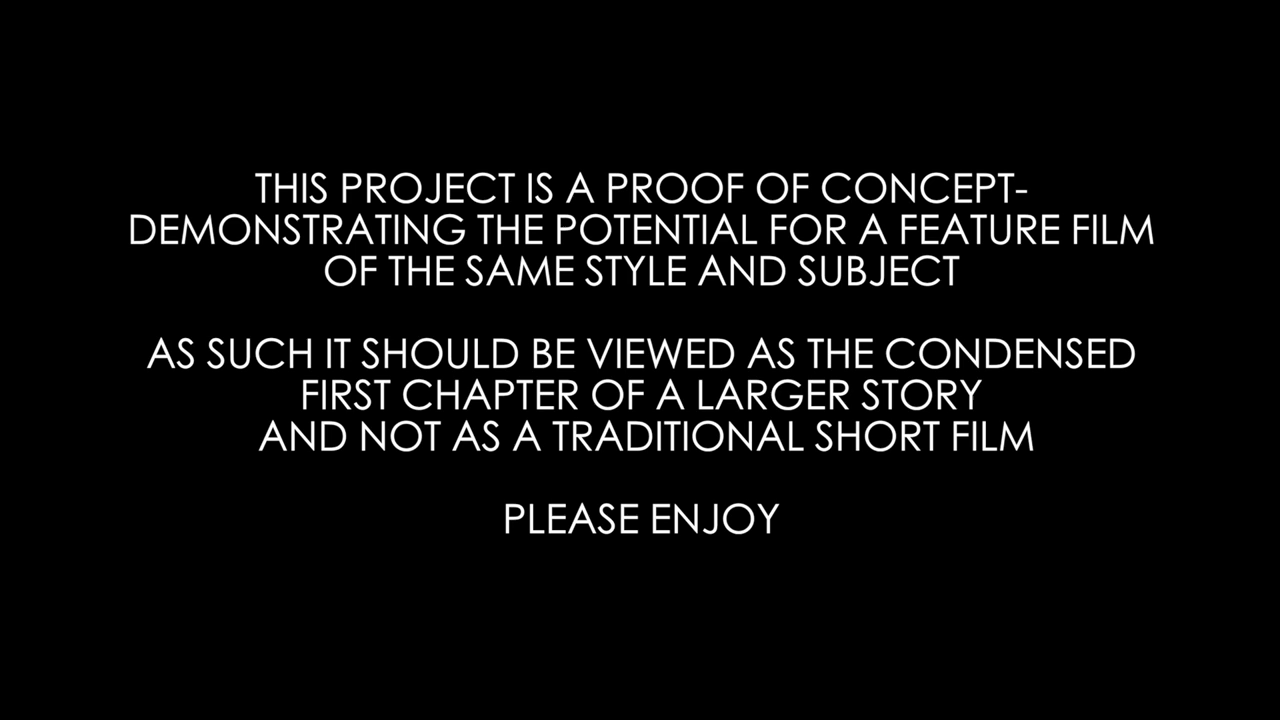 THIS PROJECT IS A PROOF OF CONCEPT-
DEMONSTRATING THE POTENTIAL FOR A FEATURE FILM
OF THE SAME STYLE AND SUBJECT
AS SUCH IT SHOULD BE VIEWED AS THE CONDENSED
FIRST CHAPTER OF A LARGER STORY
AND NOT AS A TRADITIONAL SHORT FILM
PLEASE ENJOY